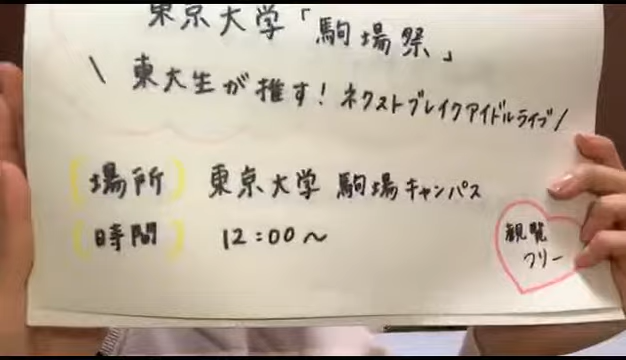 東京大学「駒場祭」
\ 東大生が推す!ネクストブレイクアイドルライブ/
(場所) 東京大学 駒場キャンパス
(時間) 12:00~
観覧
フリー